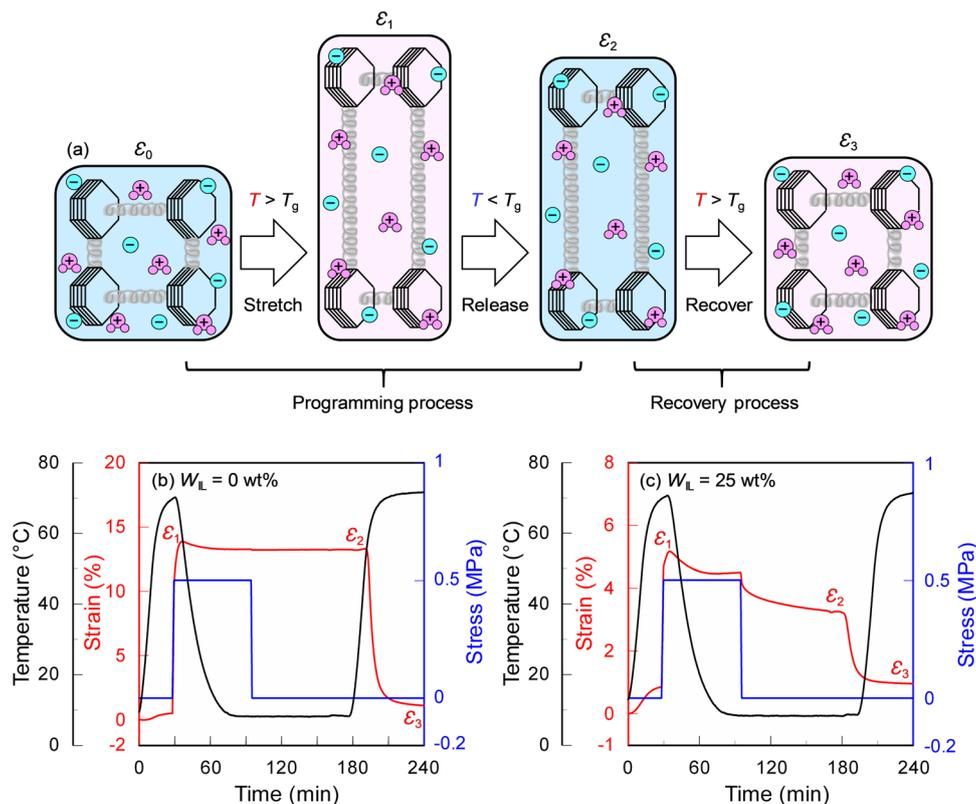 (a)
ε0
ε1
ε2
ε3
T > Tg
Stretch
T < Tg
Release
T > Tg
Recover
+
−
Programming process
Recovery process
(b) WIL = 0 wt%
Temperature (°C)
80
60
40
20
0
Strain (%)
20
15
10
5
0
-2
ε1
ε2
ε3
1
0.5
0
-0.2
Stress (MPa)
0
60
120
180
240
Time (min)
(c) WIL = 25 wt%
Temperature (°C)
80
60
40
20
0
Strain (%)
8
6
4
2
0
-1
ε1
ε2
ε3
1
0.5
0
-0.2
Stress (MPa)
0
60
120
180
240
Time (min)